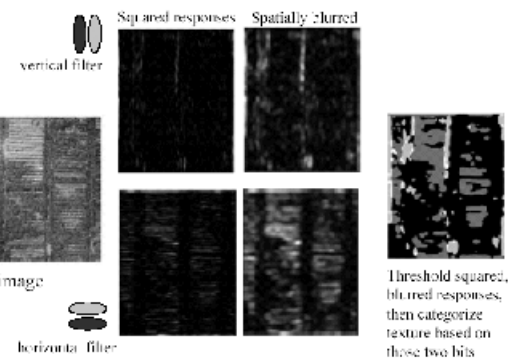 Squared responses
Spatially blurred
vertical filter
image
horizontal filter
Threshold squared,
blurred responses,
then categorize
texture based on
those two bits